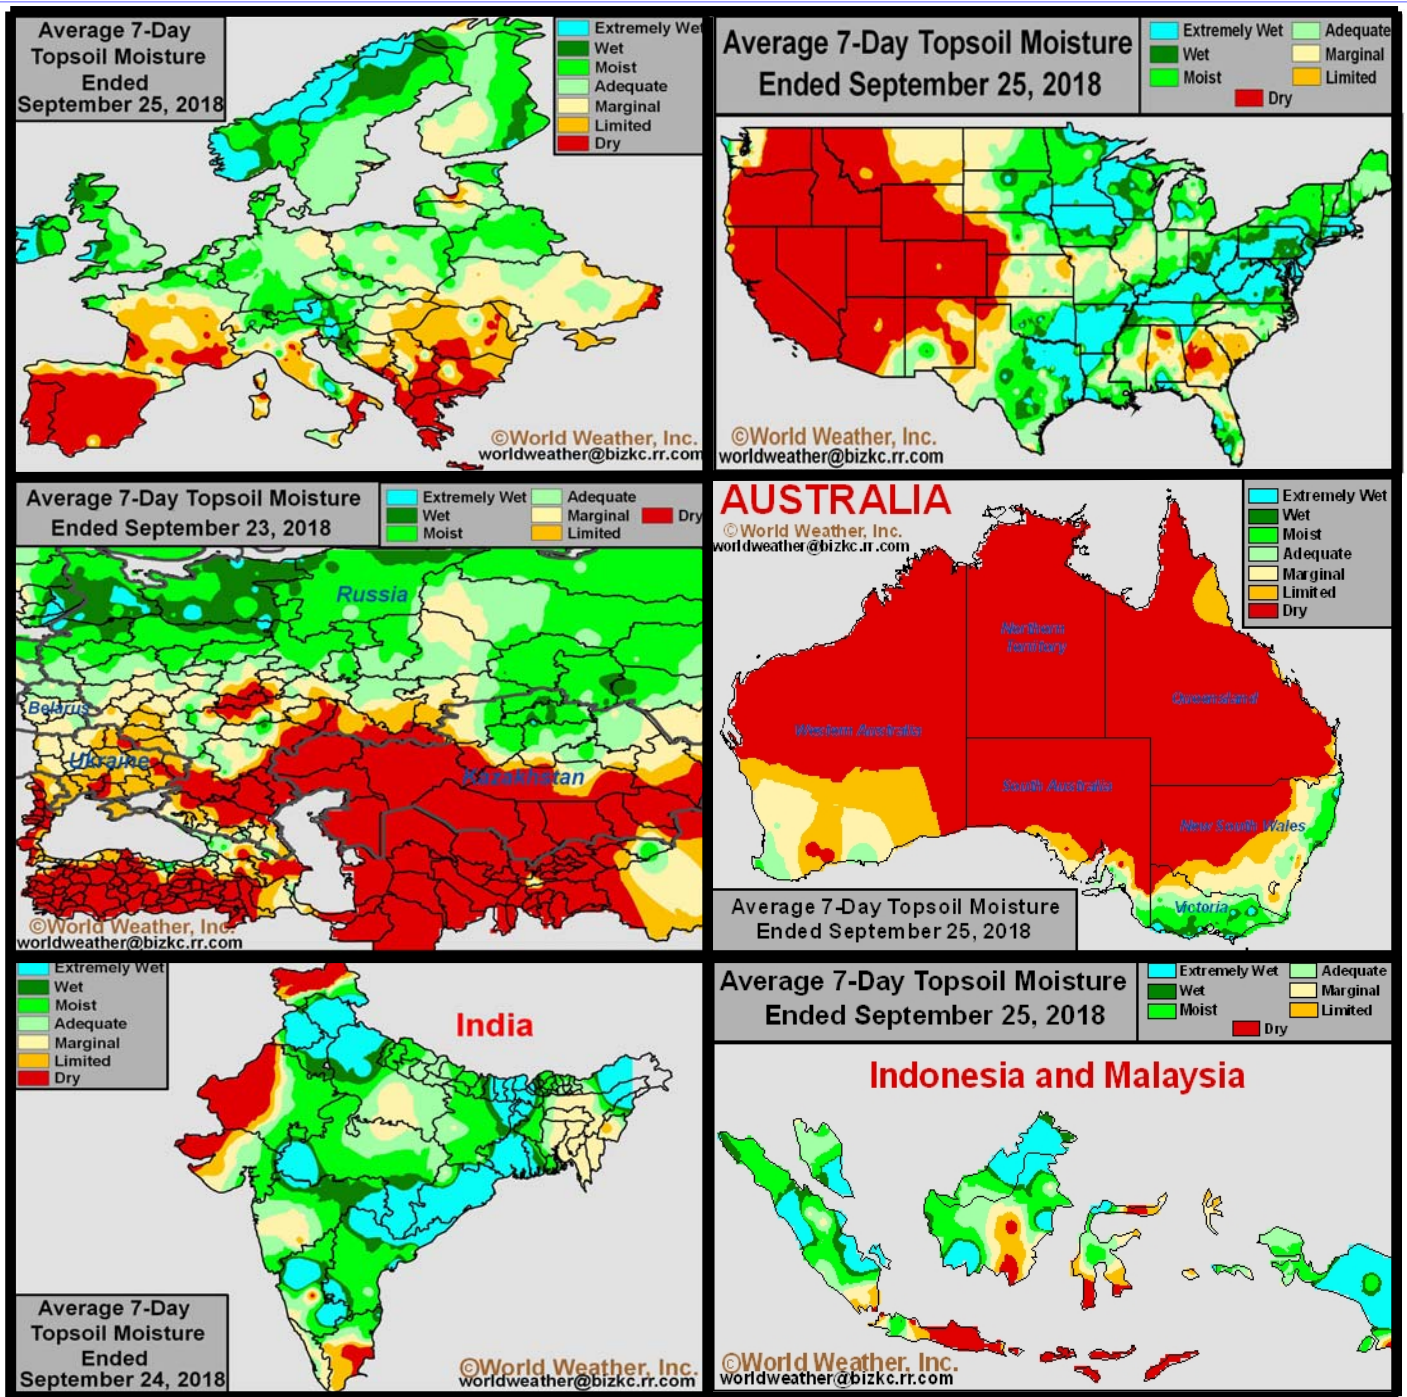 Average 7-Day
Topsoil Moisture
Ended
September 25, 2018
Extremely Wet
Wet
Moist
Adequate
Marginal
Limited
Dry
©World Weather, Inc.
worldweather@bizkc.rr.com
Average 7-Day Topsoil Moisture
Ended September 25, 2018
Extremely Wet
Wet
Moist
Adequate
Marginal
Limited
Dry
©World Weather, Inc.
worldweather@bizkc.rr.com
Average 7-Day Topsoil Moisture
Ended September 23, 2018
Extremely Wet
Wet
Moist
Adequate
Marginal
Limited
Dry
Russia
Belarus
Ukraine
Kazakhstan
©World Weather, Inc.
worldweather@bizkc.rr.com
AUSTRALIA
©World Weather, Inc.
worldweather@bizkc.rr.com
Extremely Wet
Wet
Moist
Adequate
Marginal
Limited
Dry
Northern
Territory
Queensland
Western Australia
South Australia
New South Wales
Victoria
Average 7-Day Topsoil Moisture
Ended September 25, 2018
Extremely Wet
Wet
Moist
Adequate
Marginal
Limited
Dry
India
Average 7-Day
Topsoil Moisture
Ended
September 24, 2018
©World Weather, Inc.
worldweather@bizkc.rr.com
Average 7-Day Topsoil Moisture
Ended September 25, 2018
Extremely Wet
Wet
Moist
Adequate
Marginal
Limited
Dry
Indonesia and Malaysia
©World Weather, Inc.
worldweather@bizkc.rr.com